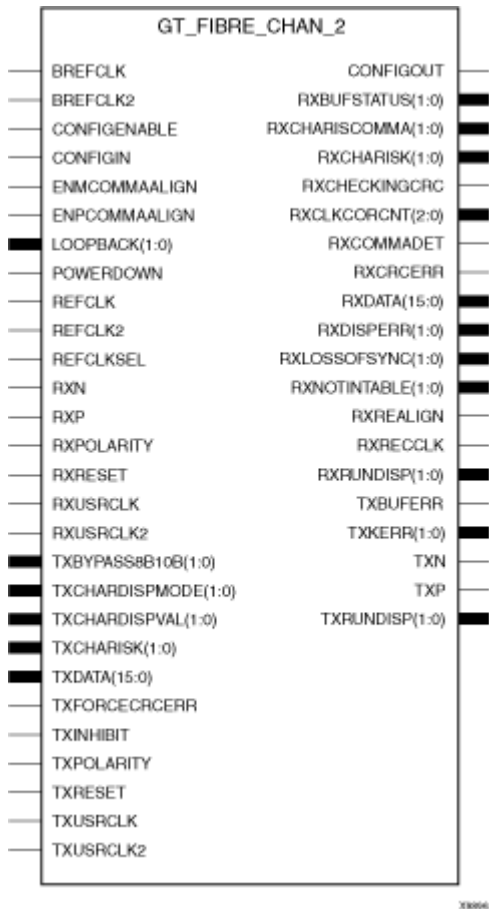 GT_FIBRE_CHAN_2
BREFCLK CONFIGOUT
BREFCLK2 RXBUFSTATUS(1:0)
CONFIGENABLE RXCHARISCOMMA(1:0)
CONFIGIN RXCHARISK(1:0)
ENMCOMMAALIGN RXCHECKINGCRC
ENPCOMMAALIGN RXCLKCORCNT(2:0)
LOOPBACK(1:0) RXCOMMADET
POWERDOWN RXCRCERR
REFCLK RXDATA(15:0)
REFCLK2 RXDISPERR(1:0)
REFCLKSEL RXLOSSOFSYNC(1:0)
RXN RXNOTINTABLE(1:0)
RXP RXREALIGN
RXPOLARITY RXRECCLK
RXRESET RXRUNDISP(1:0)
RXUSRCLK TXBUFERR
RXUSRCLK2 TXKERR(1:0)
TXBYPASS8B10B(1:0) TXN
TXCHARDISPMODE(1:0) TXP
TXCHARDISPVAL(1:0) TXRUNDISP(1:0)
TXCHARISK(1:0)
TXDATA(15:0)
TXFORCECRCERR
TXINHIBIT
TXPOLARITY
TXRESET
TXUSRCLK
TXUSRCLK2